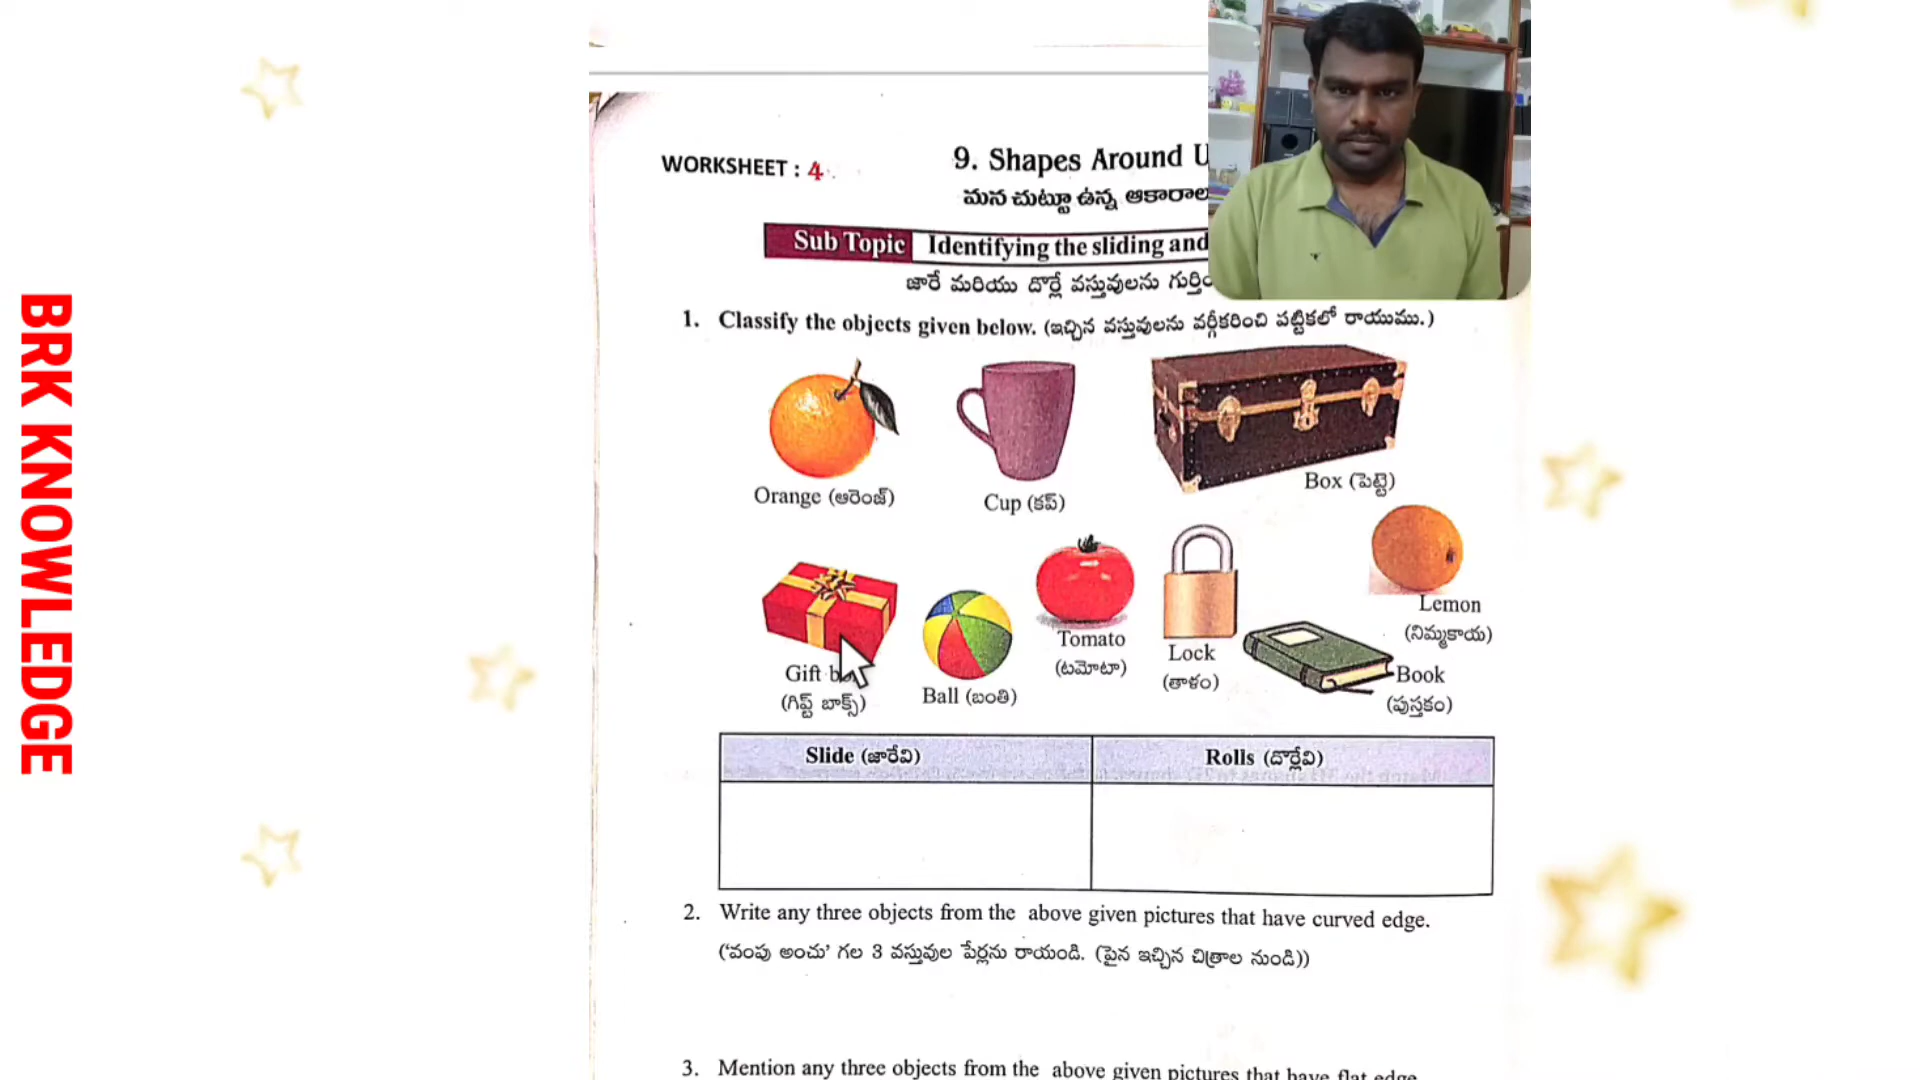 BRK KNOWLEDGE
WORKSHEET : 4
9. Shapes Around U
మన చుట్టూ ఉన్న ఆకారాల
Sub Topic Identifying the sliding and
జారే మరియు దొర్లే వస్తువులను గుర్తిం
1. Classify the objects given below. (ఇచ్చిన వస్తువులను వర్గీకరించి పట్టికలో రాయుము.)
Orange (ఆరెంజ్)
Cup (కప్)
Box (పెట్టె)
Lemon
(నిమ్మకాయ)
Gift b
(గిఫ్ట్ బాక్స్)
Ball (బంతి)
Tomato
(టమోటా)
Lock
(తాళం)
Book
(పుస్తకం)
Slide (జారేవి)
Rolls (దొర్లేవి)
2. Write any three objects from the above given pictures that have curved edge.
('వంపు అంచు' గల 3 వస్తువుల పేర్లను రాయండి. (పైన ఇచ్చిన చిత్రాల నుండి))
3. Mention any three objects from the above given pictures that have flat edge.